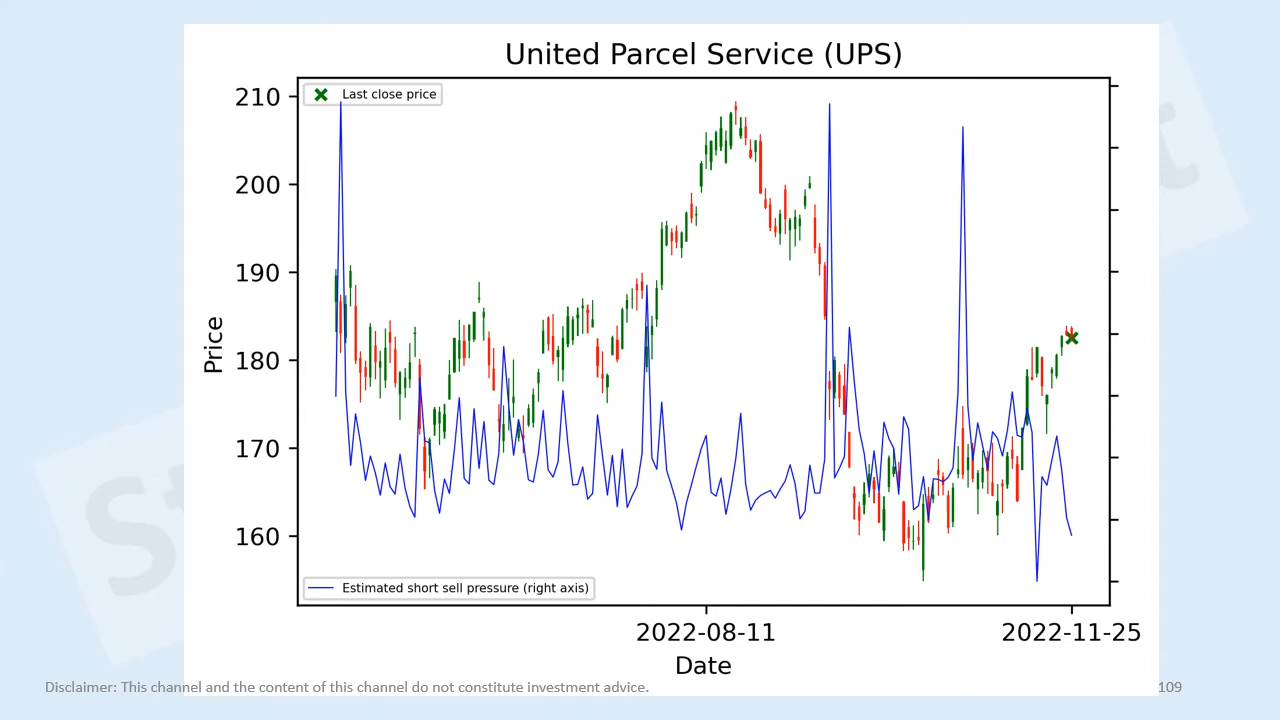 United Parcel Service (UPS)
Last close price
210
200
190
180
170
160
Price
Estimated short sell pressure (right axis)
2022-08-11
2022-11-25
Date
Disclaimer: This channel and the content of this channel do not constitute investment advice.
109